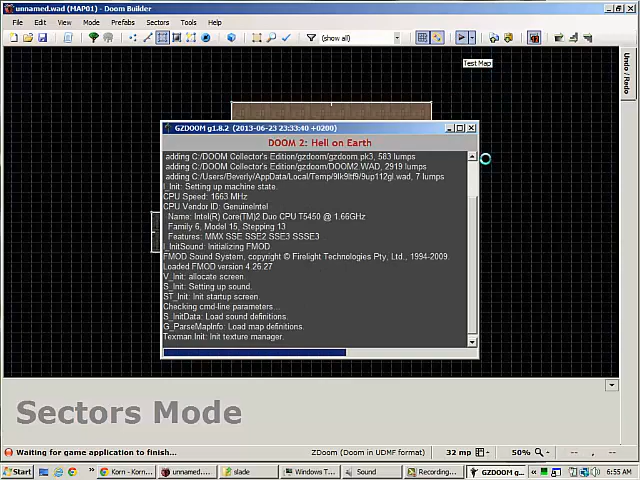 unnamed.wad (MAP01) - Doom Builder
File Edit View Mode Prefabs Sectors Tools Help
(show all)
Test Map
Undo / Redo
GZDOOM g1.8.2 (2013-06-23 23:33:40 +0200)
DOOM 2: Hell on Earth
adding C:/DOOM Collector's Edition/gzdoom/gzdoom.pk3, 583 lumps
adding C:/DOOM Collector's Edition/gzdoom/DOOM2.WAD, 2919 lumps
adding C:/Users/Beverly/AppData/Local/Temp/9lk9ltf9/9up112gl.wad, 7 lumps
I_Init: Setting up machine state.
CPU Speed: 1663 MHz
CPU Vendor ID: GenuineIntel
Name: Intel(R) Core(TM)2 Duo CPU T5450 @ 1.66GHz
Family 6, Model 15, Stepping 13
Features: MMX SSE SSE2 SSE3 SSSE3
I_InitSound: Initializing FMOD
FMOD Sound System, copyright © Firelight Technologies Pty, Ltd., 1994-2009.
Loaded FMOD version 4.26.27
V_Init: allocate screen.
S_Init: Setting up sound.
ST_Init: Init startup screen.
Checking cmd-line parameters...
S_InitData: Load sound definitions.
G_ParseMapInfo: Load map definitions.
Texman.Init: Init texture manager.
Sectors Mode
Waiting for game application to finish... ZDoom (Doom in UDMF format) 32 mp 50% -- , --
Start Korn - Korn... unnamed.... slade Windows T... Sound Recording... GZDOOM g... 6:55 AM